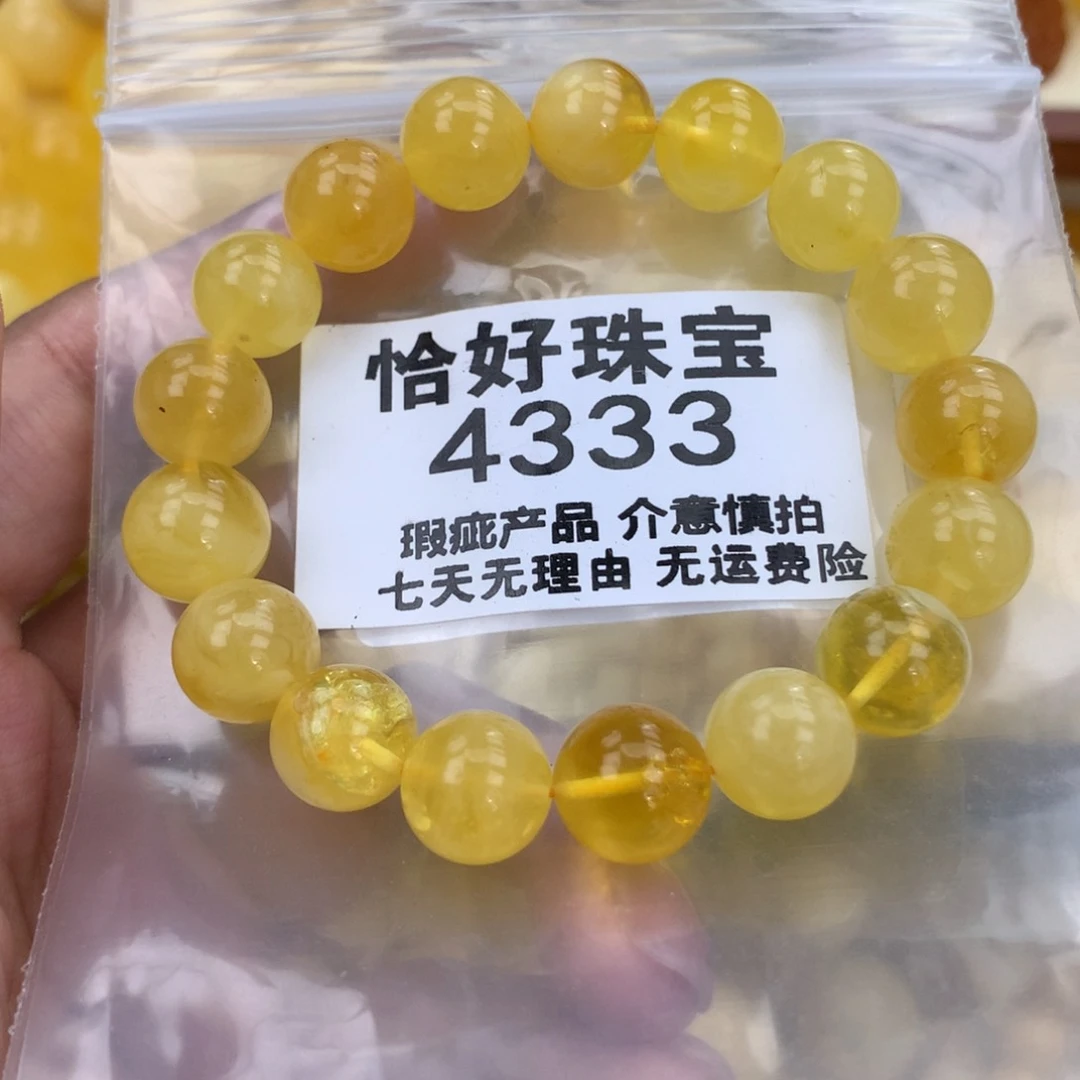 恰好珠宝
4333
瑕疵产品 介意慎拍
七天无理由 无运费险